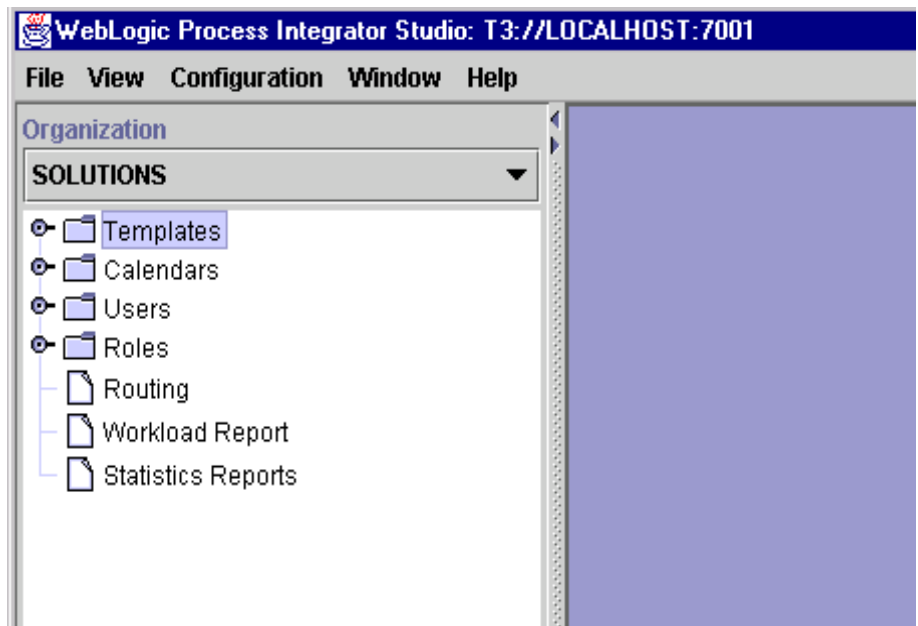 WebLogic Process Integrator Studio: T3://LOCALHOST:7001
File View Configuration Window Help
Organization
SOLUTIONS
Templates
Calendars
Users
Roles
Routing
Workload Report
Statistics Reports